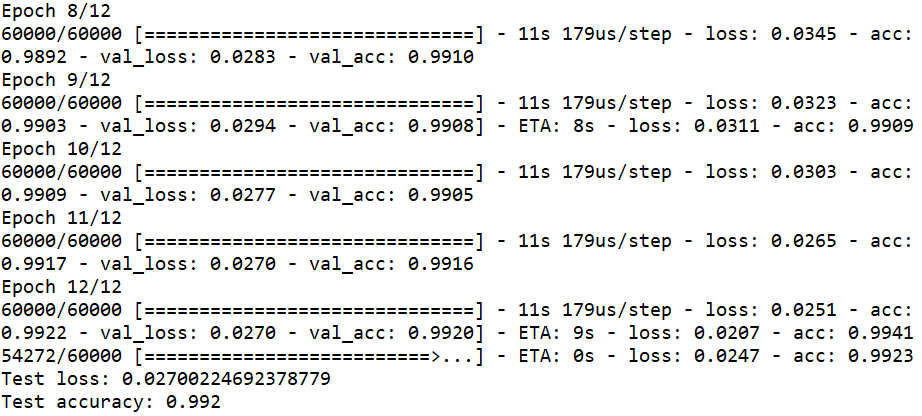 Epoch 8/12
60000/60000 [==============================] - 11s 179us/step - loss: 0.0345 - acc:
0.9892 - val_loss: 0.0283 - val_acc: 0.9910
Epoch 9/12
60000/60000 [==============================] - 11s 179us/step - loss: 0.0323 - acc:
0.9903 - val_loss: 0.0294 - val_acc: 0.9908] - ETA: 8s - loss: 0.0311 - acc: 0.9909
Epoch 10/12
60000/60000 [==============================] - 11s 179us/step - loss: 0.0303 - acc:
0.9909 - val_loss: 0.0277 - val_acc: 0.9905
Epoch 11/12
60000/60000 [==============================] - 11s 179us/step - loss: 0.0265 - acc:
0.9917 - val_loss: 0.0270 - val_acc: 0.9916
Epoch 12/12
60000/60000 [==============================] - 11s 179us/step - loss: 0.0251 - acc:
0.9922 - val_loss: 0.0270 - val_acc: 0.9920] - ETA: 9s - loss: 0.0207 - acc: 0.9941
54272/60000 [==========================>...] - ETA: 0s - loss: 0.0247 - acc: 0.9923
Test loss: 0.02700224692378779
Test accuracy: 0.992